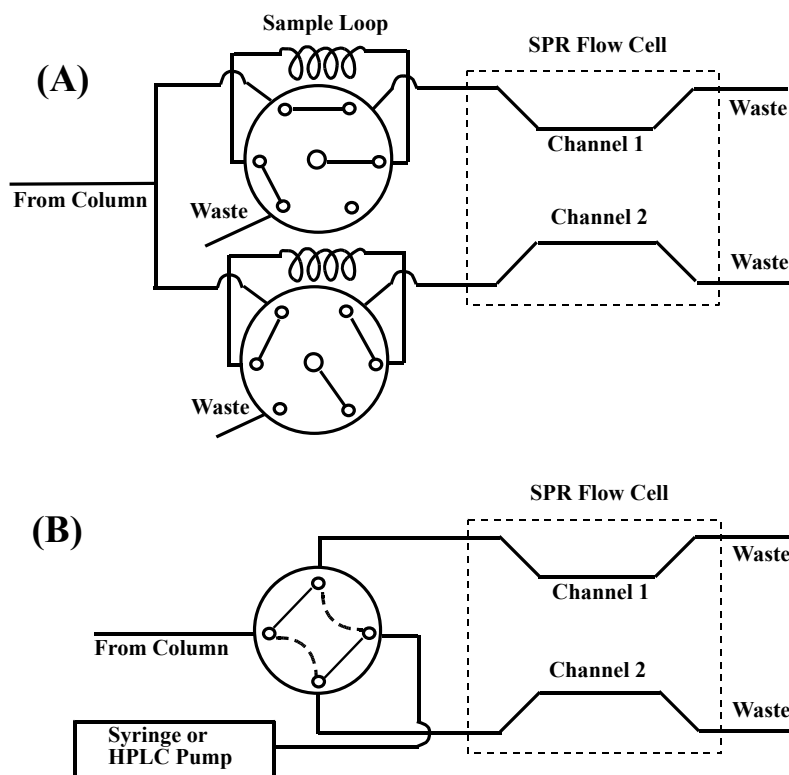 Sample Loop
SPR Flow Cell
(A)
Waste
Channel 1
From Column
Waste
Channel 2
Waste
Waste
SPR Flow Cell
(B)
Waste
Channel 1
From Column
Channel 2
Waste
Syringe or
HPLC Pump